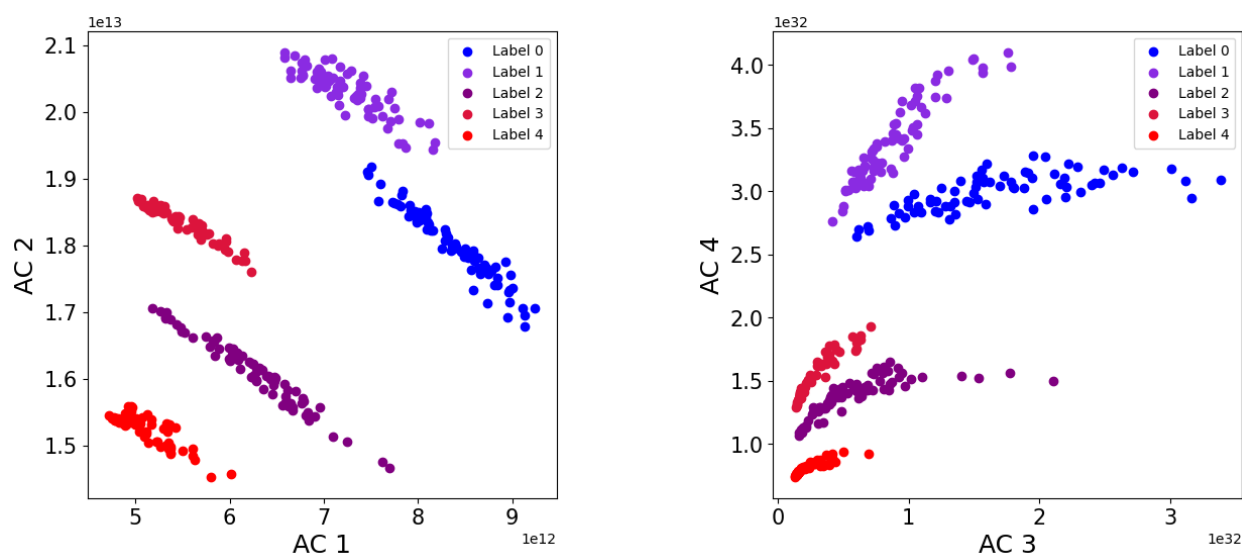 1e13
2.1
2.0
1.9
1.8
1.7
1.6
1.5
AC 2
5
6
7
8
9
1e12
AC 1
Label 0
Label 1
Label 2
Label 3
Label 4
1e32
4.0
3.5
3.0
2.5
2.0
1.5
1.0
AC 4
0
1
2
3
1e32
AC 3
Label 0
Label 1
Label 2
Label 3
Label 4